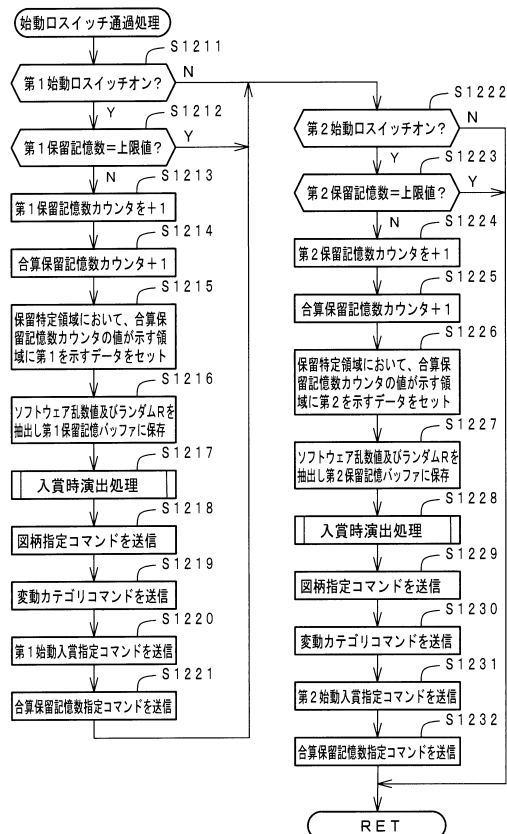 始動口スイッチ通過処理
S1211
第1始動口スイッチオン?
N
Y
S1212
第1保留記憶数=上限値?
Y
N
S1213
第1保留記憶数カウンタを+1
S1214
合算保留記憶数カウンタ+1
S1215
保留特定領域において、合算保
留記憶数カウンタの値が示す領
域に第1を示すデータをセット
S1216
ソフトウェア乱数値及びランダムRを
抽出し第1保留記憶バッファに保存
S1217
入賞時演出処理
S1218
図柄指定コマンドを送信
S1219
変動カテゴリコマンドを送信
S1220
第1始動入賞指定コマンドを送信
S1221
合算保留記憶数指定コマンドを送信
S1222
第2始動口スイッチオン?
N
Y
S1223
第2保留記憶数=上限値?
Y
N
S1224
第2保留記憶数カウンタを+1
S1225
合算保留記憶数カウンタ+1
S1226
保留特定領域において、合算保
留記憶数カウンタの値が示す領
域に第2を示すデータをセット
S1227
ソフトウェア乱数値及びランダムRを
抽出し第2保留記憶バッファに保存
S1228
入賞時演出処理
S1229
図柄指定コマンドを送信
S1230
変動カテゴリコマンドを送信
S1231
第2始動入賞指定コマンドを送信
S1232
合算保留記憶数指定コマンドを送信
RET